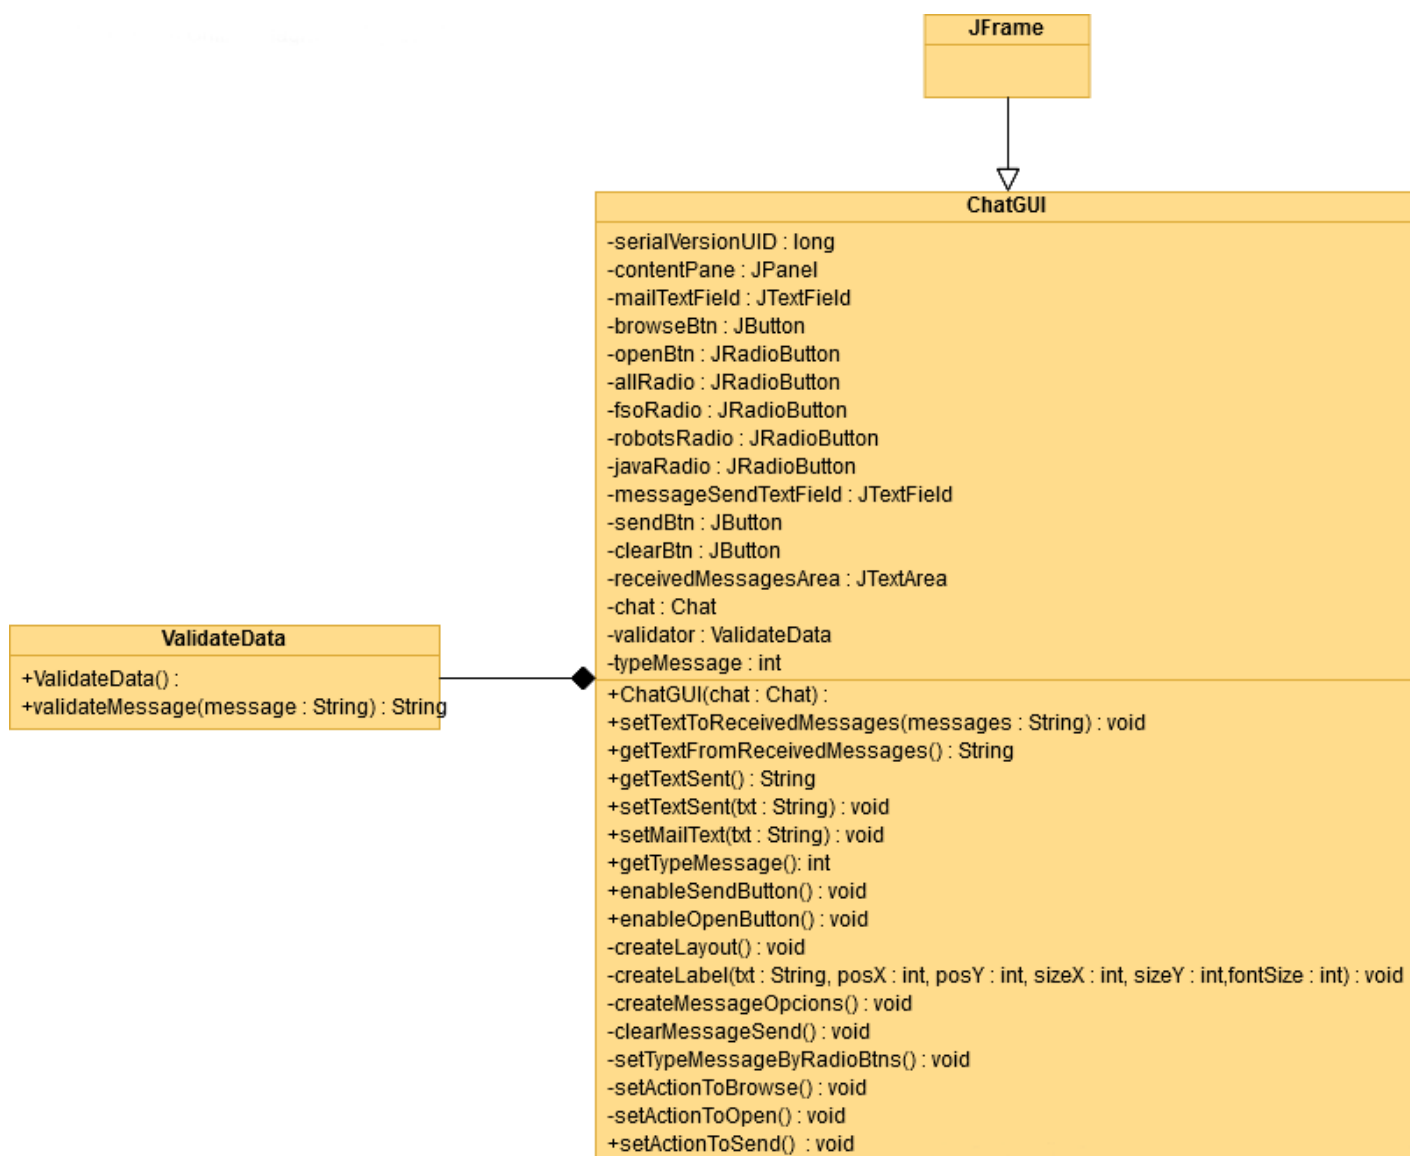 JFrame
ChatGUI
-serialVersionUID : long
-contentPane : JPanel
-mailTextField : JTextField
-browseBtn : JButton
-openBtn : JRadioButton
-allRadio : JRadioButton
-fsoRadio : JRadioButton
-robotsRadio : JRadioButton
-javaRadio : JRadioButton
-messageSendTextField : JTextField
-sendBtn : JButton
-clearBtn : JButton
-receivedMessagesArea : JTextArea
-chat : Chat
-validator : ValidateData
-typeMessage : int
ValidateData
+ValidateData() :
+validateMessage(message : String) : String
+ChatGUI(chat : Chat) :
+setTextToReceivedMessages(messages : String) : void
+getTextFromReceivedMessages() : String
+getTextSent() : String
+setTextSent(txt : String) : void
+setMailText(txt : String) : void
+getTypeMessage(): int
+enableSendButton() : void
+enableOpenButton() : void
-createLayout() : void
-createLabel(txt : String, posX : int, posY : int, sizeX : int, sizeY : int,fontSize : int) : void
-createMessageOpcions() : void
-clearMessageSend() : void
-setTypeMessageByRadioBtns() : void
-setActionToBrowse() : void
-setActionToOpen() : void
+setActionToSend() : void